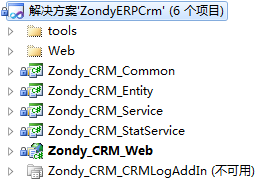 解决方案'ZondyERPCrm' (6 个项目)
tools
Web
Zondy_CRM_Common
Zondy_CRM_Entity
Zondy_CRM_Service
Zondy_CRM_StatService
Zondy_CRM_Web
Zondy_CRM_CRMLogAddIn (不可用)